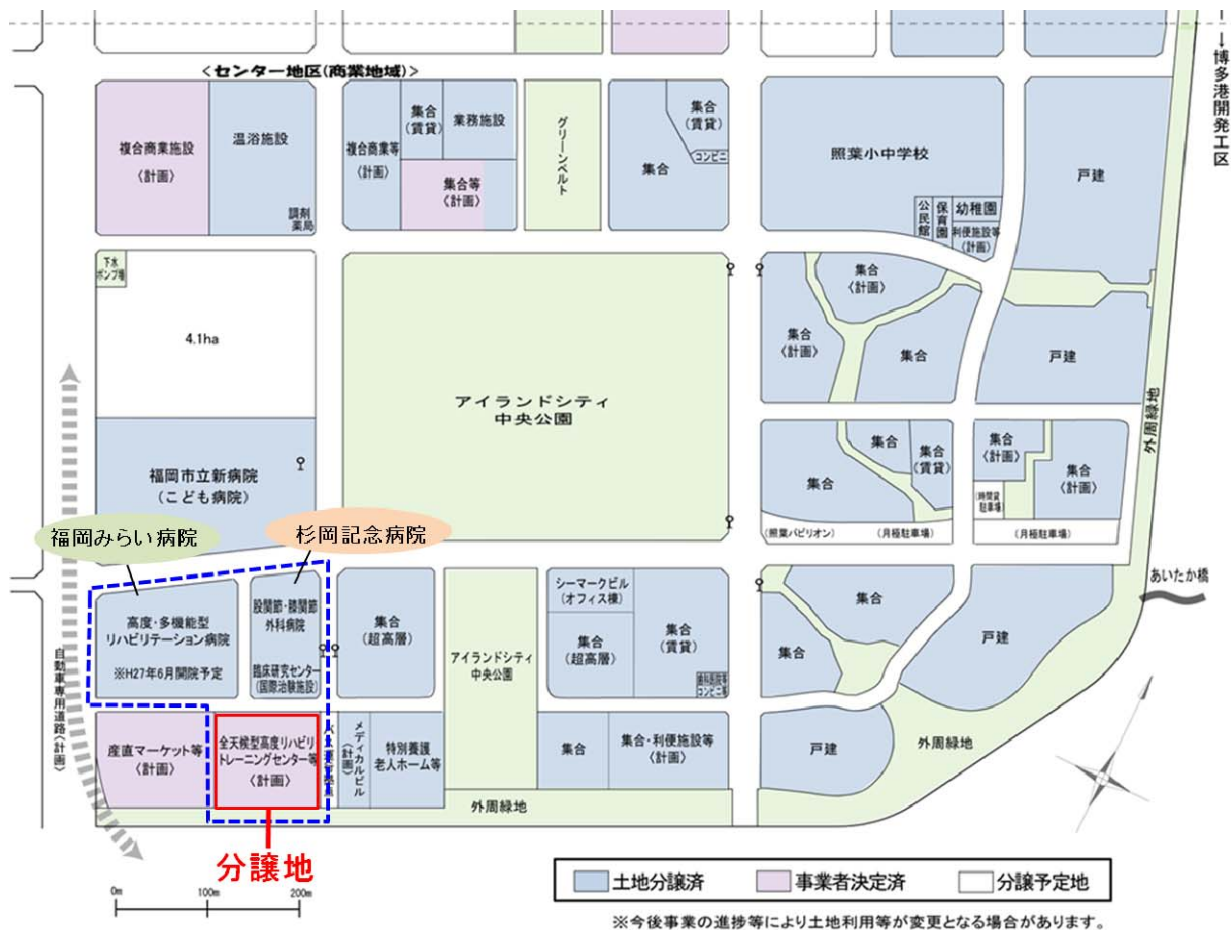 <センター地区(商業地域)>
↓博多港開発工区
複合商業施設
〈計画〉
温浴施設
調剤
薬局
複合商業等
〈計画〉
集合
(賃貸)
業務施設
集合等
〈計画〉
グリーンベルト
集合
集合
(賃貸)
コンビニ
照葉小中学校
公民館
保育園
幼稚園
利便施設等
(計画)
戸建
下水
ポンプ場
4.1ha
アイランドシティ
中央公園
集合
〈計画〉
集合
〈計画〉
集合
戸建
外周緑地
福岡市立新病院
(こども病院)
集合
集合
集合
(賃貸)
集合
〈計画〉
集合
〈計画〉
(時間貸
駐車場)
(照葉パビリオン)
(月極駐車場)
(月極駐車場)
福岡みらい病院
杉岡記念病院
高度・多機能型
リハビリテーション病院
※H27年6月開院予定
股関節・膝関節
外科病院
臨床研究センター
(国際治験施設)
集合
(超高層)
アイランドシティ
中央公園
シーマークビル
(オフィス棟)
集合
(超高層)
集合
(賃貸)
歯科医院等
コンビニ等
集合
集合
戸建
あいたか橋
自動車専用道路〈計画〉
産直マーケット等
〈計画〉
全天候型高度リハビリ
トレーニングセンター等
〈計画〉
メディカルビル
〈計画〉
特別養護
老人ホーム等
集合
集合・利便施設等
〈計画〉
戸建
外周緑地
外周緑地
分譲地
0m
100m
200m
土地分譲済
事業者決定済
分譲予定地
※今後事業の進捗等により土地利用等が変更となる場合があります。